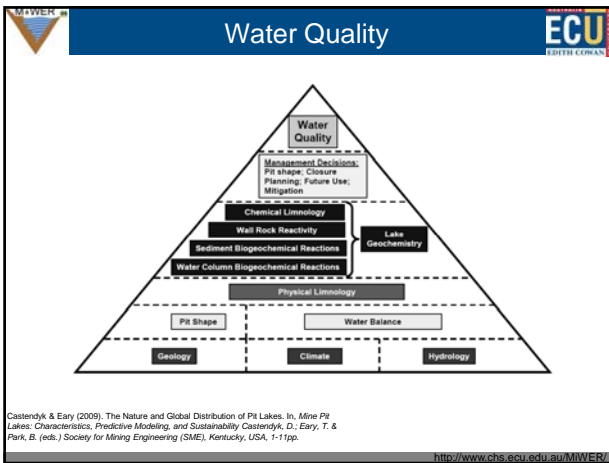 MiWER
Water Quality
ECU
EDITH COWAN
Water
Quality
Management Decisions:
Pit shape; Closure
Planning; Future Use;
Mitigation
Chemical Limnology
Wall Rock Reactivity
Sediment Biogeochemical Reactions
Water Column Biogeochemical Reactions
Lake
Geochemistry
Physical Limnology
Pit Shape
Water Balance
Geology
Climate
Hydrology
Castendyk & Eary (2009). The Nature and Global Distribution of Pit Lakes. In, Mine Pit
Lakes: Characteristics, Predictive Modeling, and Sustainability Castendyk, D.; Eary, T. &
Park, B. (eds.) Society for Mining Engineering (SME), Kentucky, USA, 1-11pp.
http://www.chs.ecu.edu.au/MiWER/